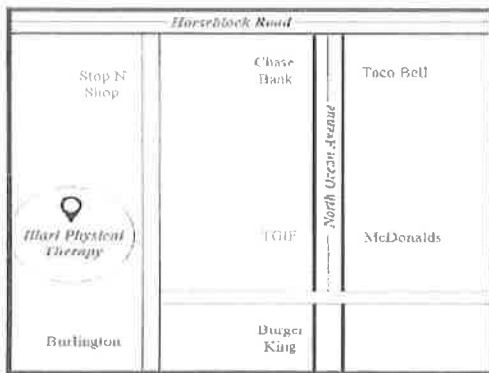 Horseblock Road
Stop N
Shop
Chase
Bank
Taco Bell
North Ocean Avenue
Physical
Therapy
TGIF
McDonalds
Burlington
Burger
King